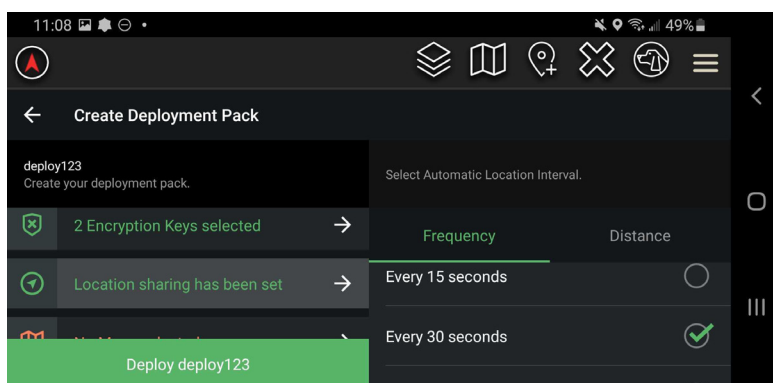 11:08
49%
Create Deployment Pack
deploy123
Create your deployment pack.
2 Encryption Keys selected
Location sharing has been set
Deploy deploy123
Select Automatic Location Interval.
Frequency
Distance
Every 15 seconds
Every 30 seconds